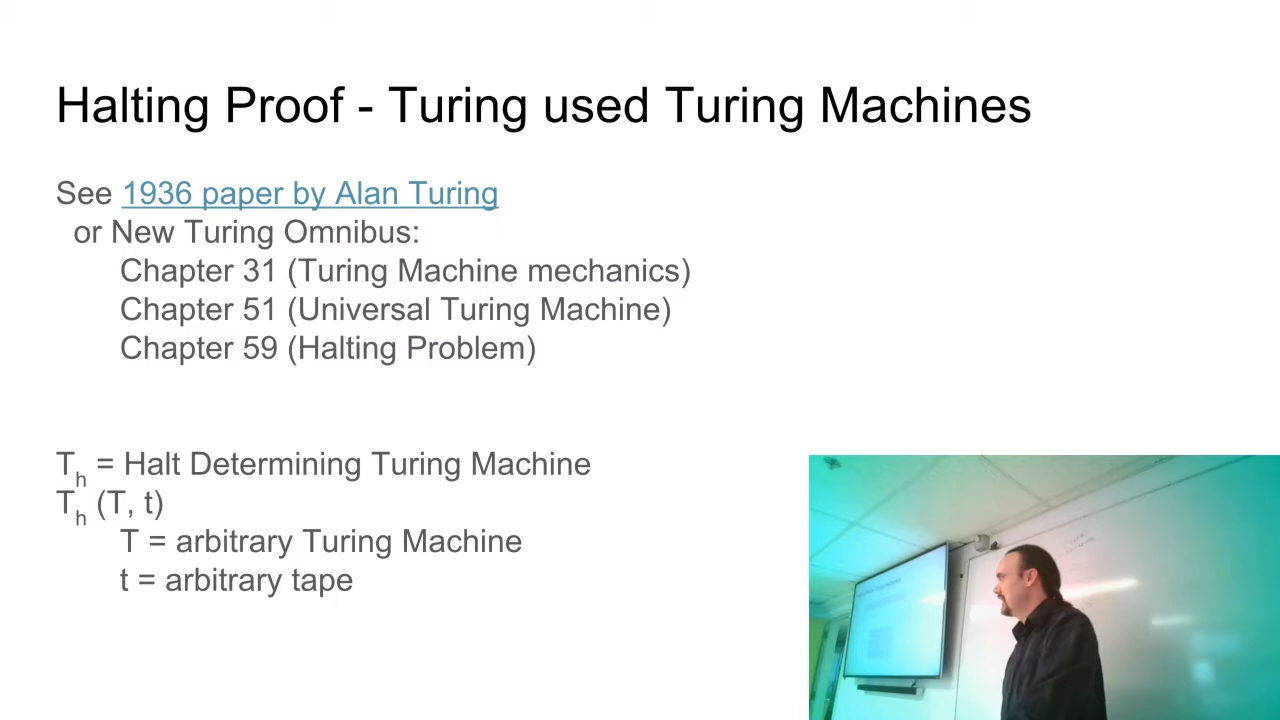 Halting Proof - Turing used Turing Machines
See 1936 paper by Alan Turing
or New Turing Omnibus:
Chapter 31 (Turing Machine mechanics)
Chapter 51 (Universal Turing Machine)
Chapter 59 (Halting Problem)
Th = Halt Determining Turing Machine
Th (T, t)
T = arbitrary Turing Machine
t = arbitrary tape